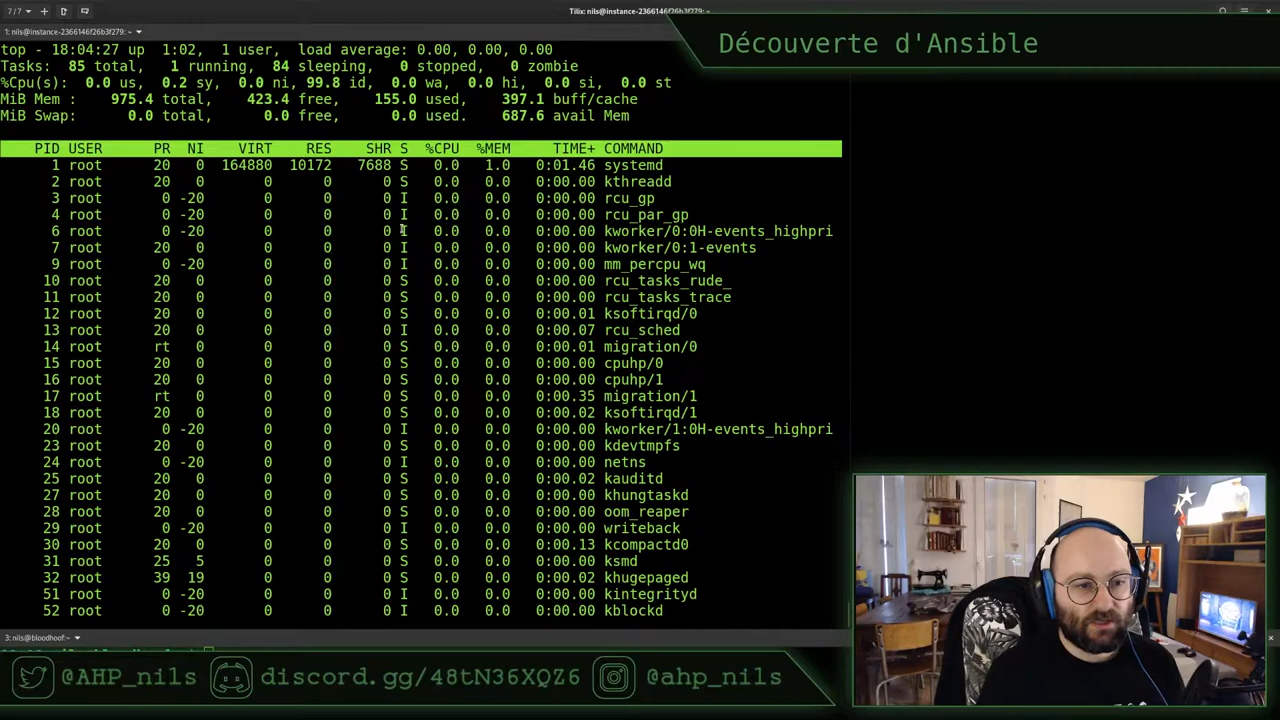 7/7
Tilix: nils@instance-2366146f26b3f279: ~
1: nils@instance-2366146f26b3f279: ~
Découverte d'Ansible
top - 18:04:27 up  1:02,  1 user,  load average: 0.00, 0.00, 0.00
Tasks:  85 total,   1 running,  84 sleeping,   0 stopped,   0 zombie
%Cpu(s):  0.0 us,  0.2 sy,  0.0 ni, 99.8 id,  0.0 wa,  0.0 hi,  0.0 si,  0.0 st
MiB Mem :   975.4 total,   423.4 free,   155.0 used,   397.1 buff/cache
MiB Swap:     0.0 total,     0.0 free,     0.0 used.   687.6 avail Mem
PID USER PR NI VIRT RES SHR S %CPU %MEM TIME+ COMMAND
1 root 20 0 164880 10172 7688 S 0.0 1.0 0:01.46 systemd
2 root 20 0 0 0 0 S 0.0 0.0 0:00.00 kthreadd
3 root 0 -20 0 0 0 I 0.0 0.0 0:00.00 rcu_gp
4 root 0 -20 0 0 0 I 0.0 0.0 0:00.00 rcu_par_gp
6 root 0 -20 0 0 0 I 0.0 0.0 0:00.00 kworker/0:0H-events_highpri
7 root 20 0 0 0 0 I 0.0 0.0 0:00.00 kworker/0:1-events
9 root 0 -20 0 0 0 I 0.0 0.0 0:00.00 mm_percpu_wq
10 root 20 0 0 0 0 S 0.0 0.0 0:00.00 rcu_tasks_rude_
11 root 20 0 0 0 0 S 0.0 0.0 0:00.00 rcu_tasks_trace
12 root 20 0 0 0 0 S 0.0 0.0 0:00.01 ksoftirqd/0
13 root 20 0 0 0 0 I 0.0 0.0 0:00.07 rcu_sched
14 root rt 0 0 0 0 S 0.0 0.0 0:00.01 migration/0
15 root 20 0 0 0 0 S 0.0 0.0 0:00.00 cpuhp/0
16 root 20 0 0 0 0 S 0.0 0.0 0:00.00 cpuhp/1
17 root rt 0 0 0 0 S 0.0 0.0 0:00.35 migration/1
18 root 20 0 0 0 0 S 0.0 0.0 0:00.02 ksoftirqd/1
20 root 0 -20 0 0 0 I 0.0 0.0 0:00.00 kworker/1:0H-events_highpri
23 root 20 0 0 0 0 S 0.0 0.0 0:00.00 kdevtmpfs
24 root 0 -20 0 0 0 I 0.0 0.0 0:00.00 netns
25 root 20 0 0 0 0 S 0.0 0.0 0:00.02 kauditd
27 root 20 0 0 0 0 S 0.0 0.0 0:00.00 khungtaskd
28 root 20 0 0 0 0 S 0.0 0.0 0:00.00 oom_reaper
29 root 0 -20 0 0 0 I 0.0 0.0 0:00.00 writeback
30 root 20 0 0 0 0 S 0.0 0.0 0:00.13 kcompactd0
31 root 25 5 0 0 0 S 0.0 0.0 0:00.00 ksmd
32 root 39 19 0 0 0 S 0.0 0.0 0:00.02 khugepaged
51 root 0 -20 0 0 0 I 0.0 0.0 0:00.00 kintegrityd
52 root 0 -20 0 0 0 I 0.0 0.0 0:00.00 kblockd
3: nils@bloodhoof:~
@AHP_nils
discord.gg/48tN36XQZ6
@ahp_nils